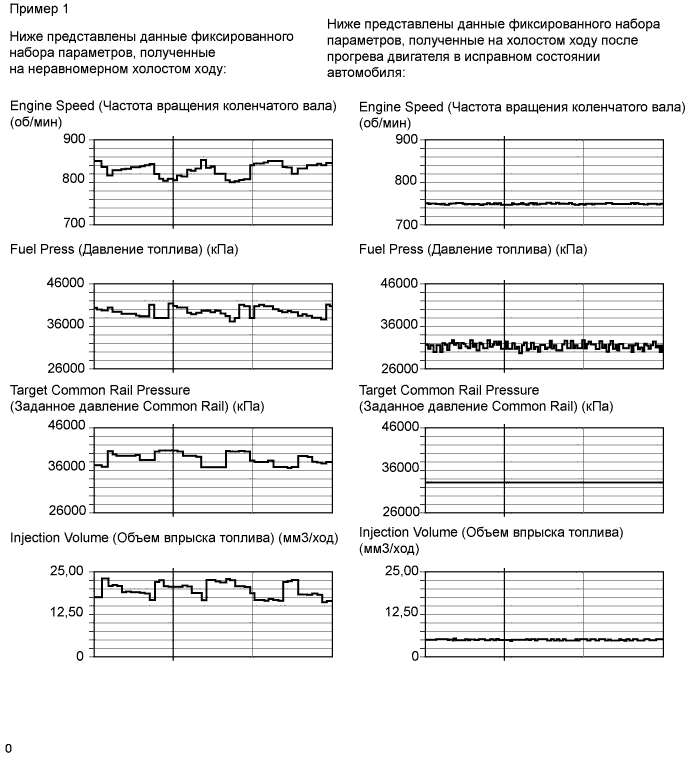 Пример 1
Ниже представлены данные фиксированного
набора параметров, полученные
на неравномерном холостом ходу:
Ниже представлены данные фиксированного набора
параметров, полученные на холостом ходу после
прогрева двигателя в исправном состоянии
автомобиля:
Engine Speed (Частота вращения коленчатого вала)
(об/мин)
900
800
700
Fuel Press (Давление топлива) (кПа)
46000
36000
26000
Target Common Rail Pressure
(Заданное давление Common Rail) (кПа)
46000
36000
26000
Injection Volume (Объем впрыска топлива) (мм3/ход)
25,00
12,50
0
Engine Speed (Частота вращения коленчатого вала)
(об/мин)
900
800
700
Fuel Press (Давление топлива) (кПа)
46000
36000
26000
Target Common Rail Pressure
(Заданное давление Common Rail) (кПа)
46000
36000
26000
Injection Volume (Объем впрыска топлива)
(мм3/ход)
25,00
12,50
0
0